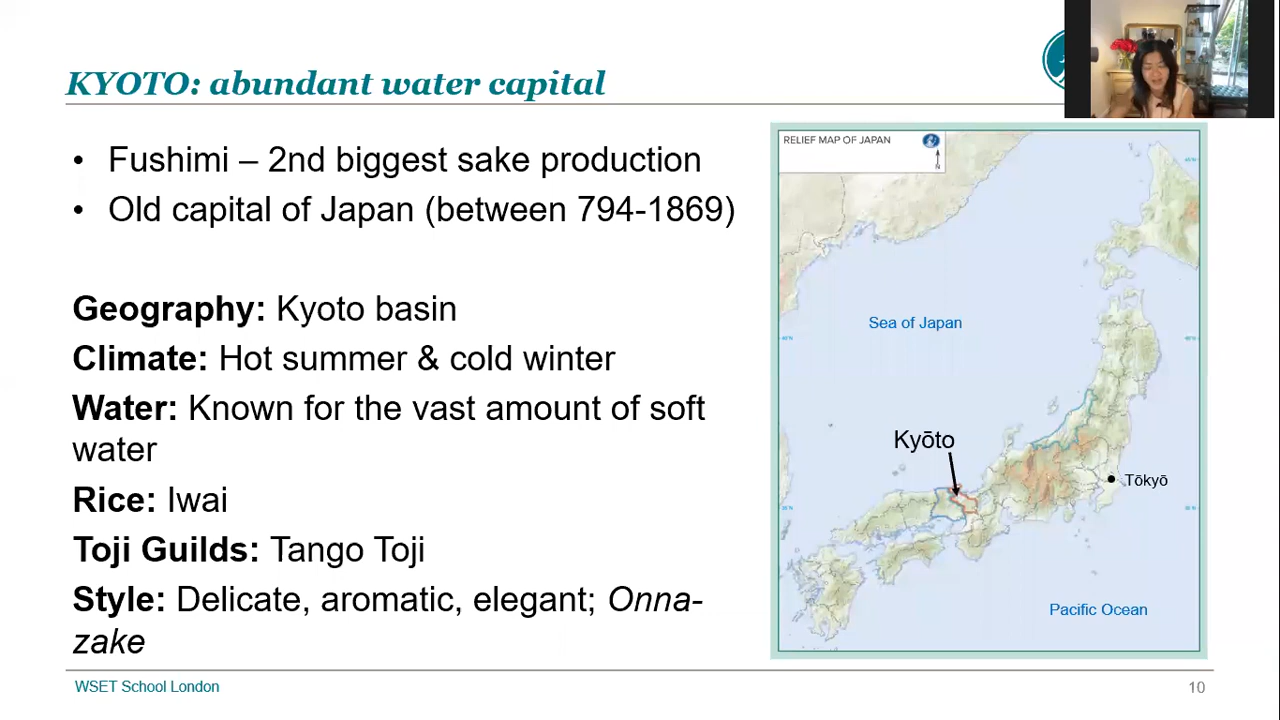 KYOTO: abundant water capital
• Fushimi – 2nd biggest sake production
• Old capital of Japan (between 794-1869)
Geography: Kyoto basin
Climate: Hot summer & cold winter
Water: Known for the vast amount of soft
water
Rice: Iwai
Toji Guilds: Tango Toji
Style: Delicate, aromatic, elegant; Onna-
zake
RELIEF MAP OF JAPAN
N
Sea of Japan
Kyōto
Tōkyō
Pacific Ocean
WSET School London
10